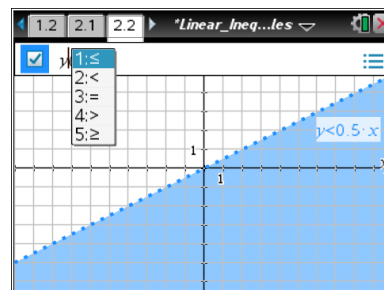 1.2 2.1 2.2 *Linear_Ineq...les
y
1:≤
2:<
3:=
4:>
5:≥
y<0.5·x
1
1